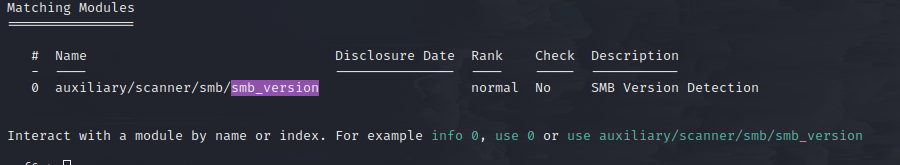 Matching Modules
================
# Name Disclosure Date Rank Check Description
- ---- --------------- ---- ----- -----------
0 auxiliary/scanner/smb/smb_version normal No SMB Version Detection
Interact with a module by name or index. For example info 0, use 0 or use auxiliary/scanner/smb/smb_version